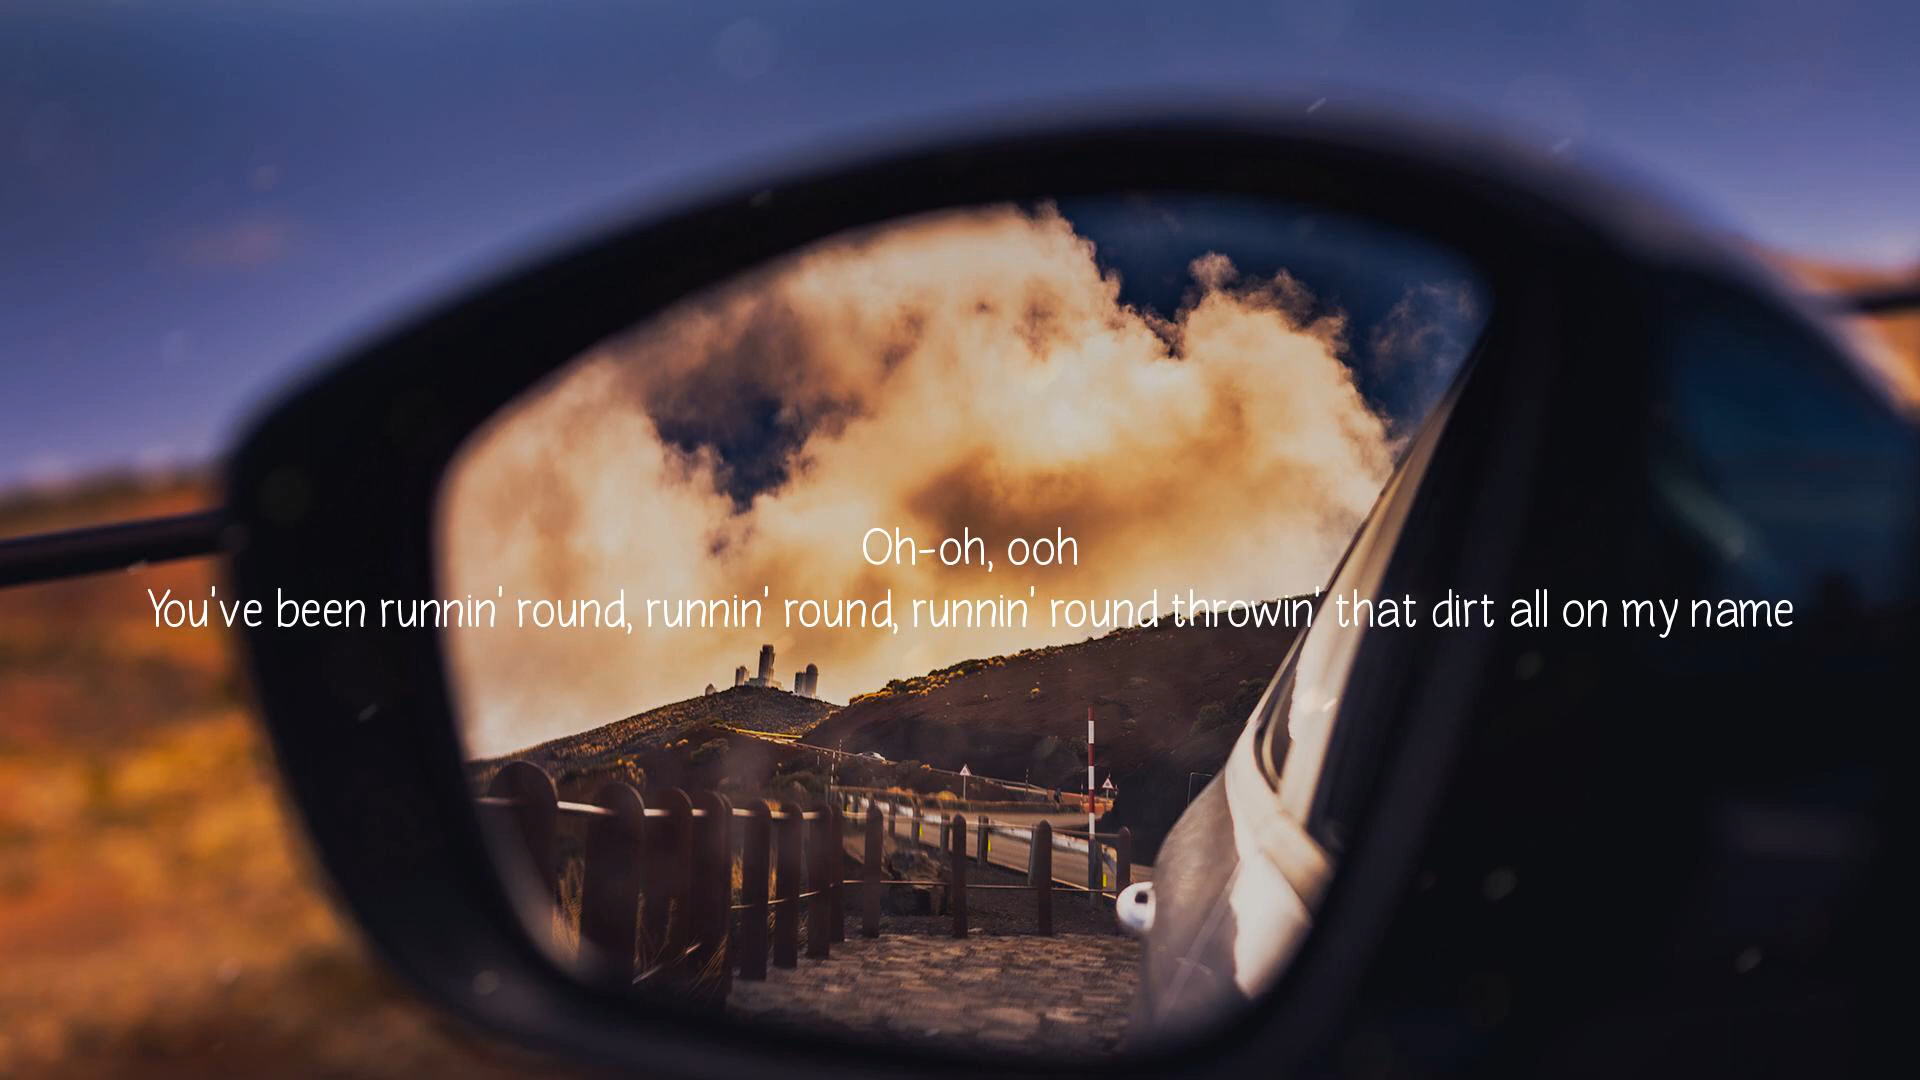 Oh-oh, ooh
You've been runnin' round, runnin' round, runnin' round throwin' that dirt all on my name